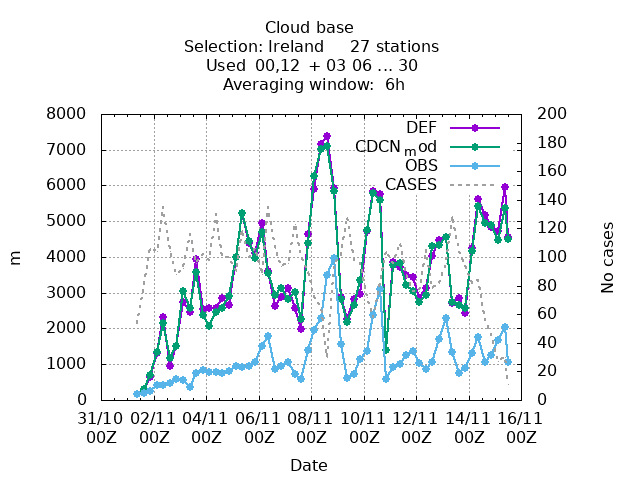 Cloud base
Selection: Ireland 27 stations
Used 00,12 + 03 06 ... 30
Averaging window: 6h
8000
7000
6000
5000
4000
3000
2000
1000
0
m
200
180
160
140
120
100
80
60
40
20
0
No cases
DEF
CDCN_mod
OBS
CASES
31/10 02/11 04/11 06/11 08/11 10/11 12/11 14/11 16/11
00Z 00Z 00Z 00Z 00Z 00Z 00Z 00Z 00Z
Date